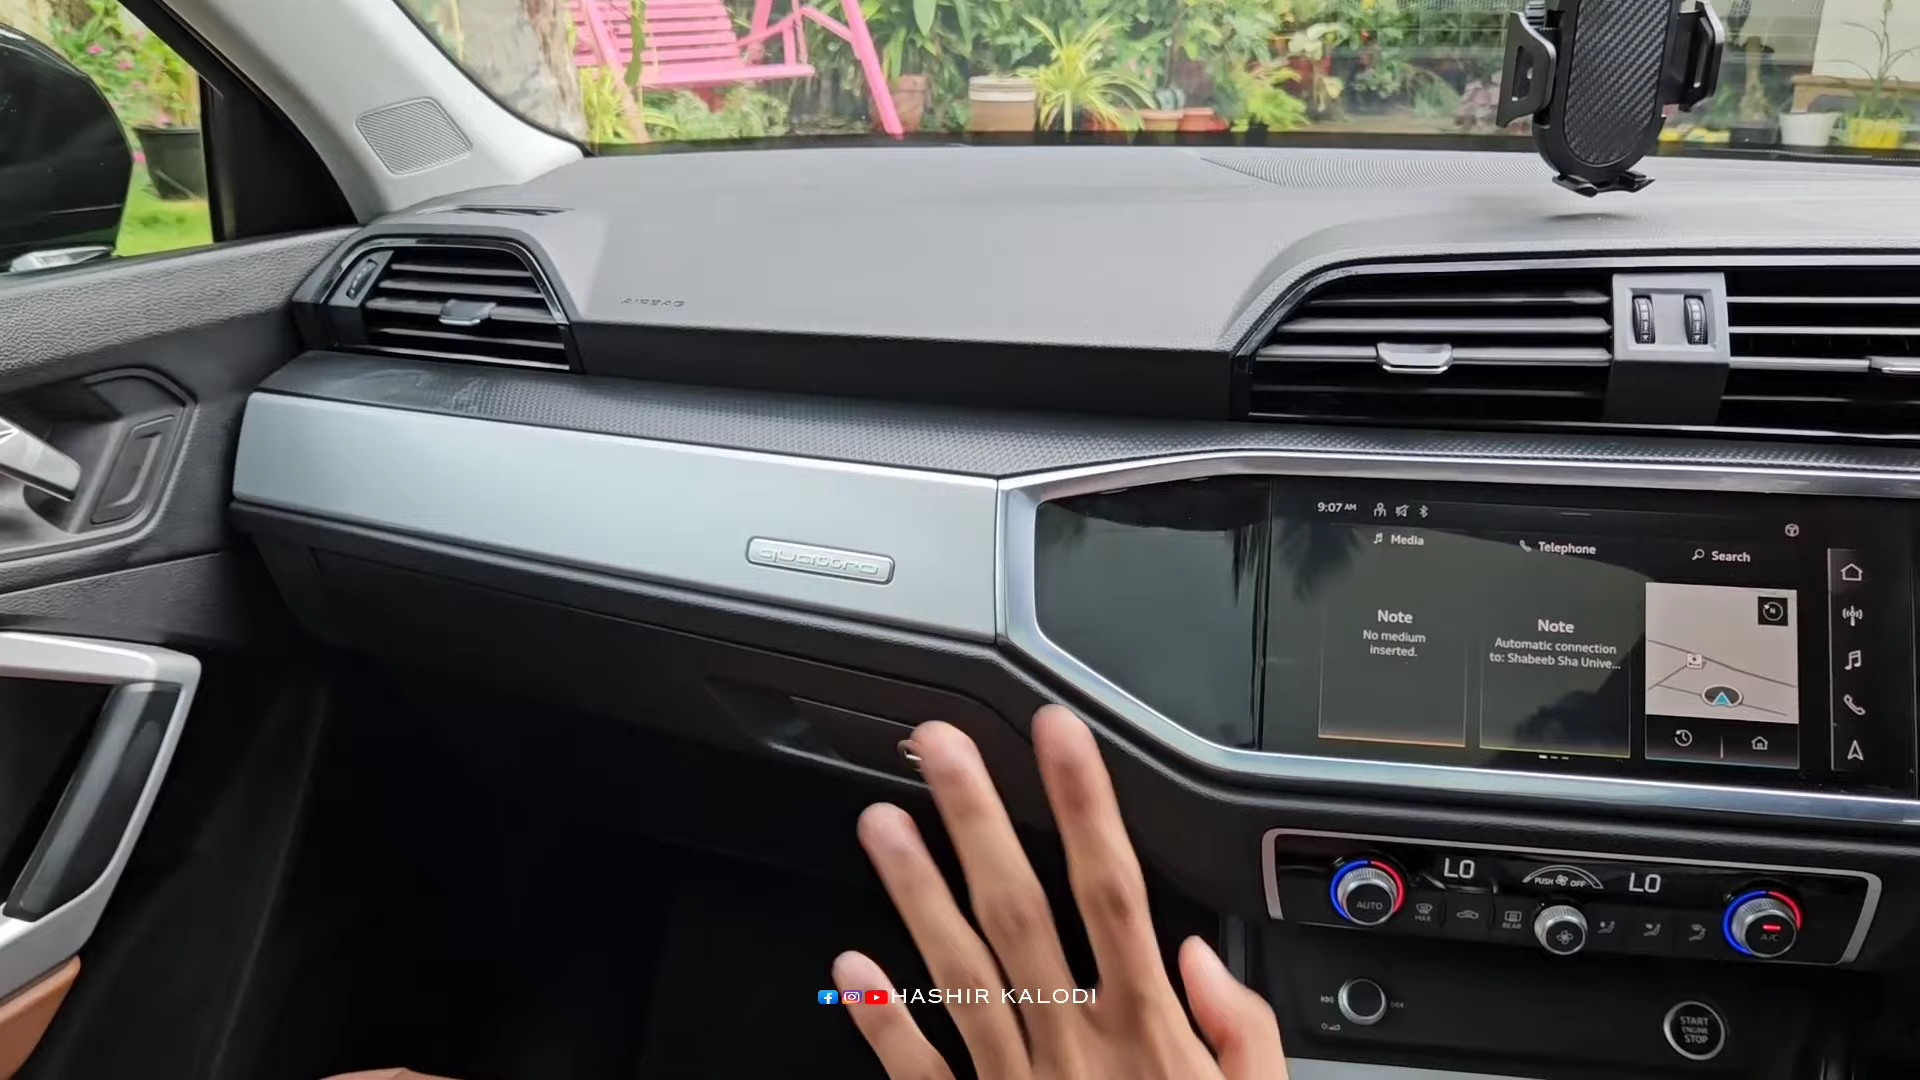 AIRBAG
quattro
9:07 AM
Media
Telephone
Search
Note
No medium
inserted.
Note
Automatic connection
to: Shabeeb Sha Unive...
LO
PUSH OFF
LO
AUTO
MAX
REAR
A/C
HASHIR KALODI
START
ENGINE
STOP